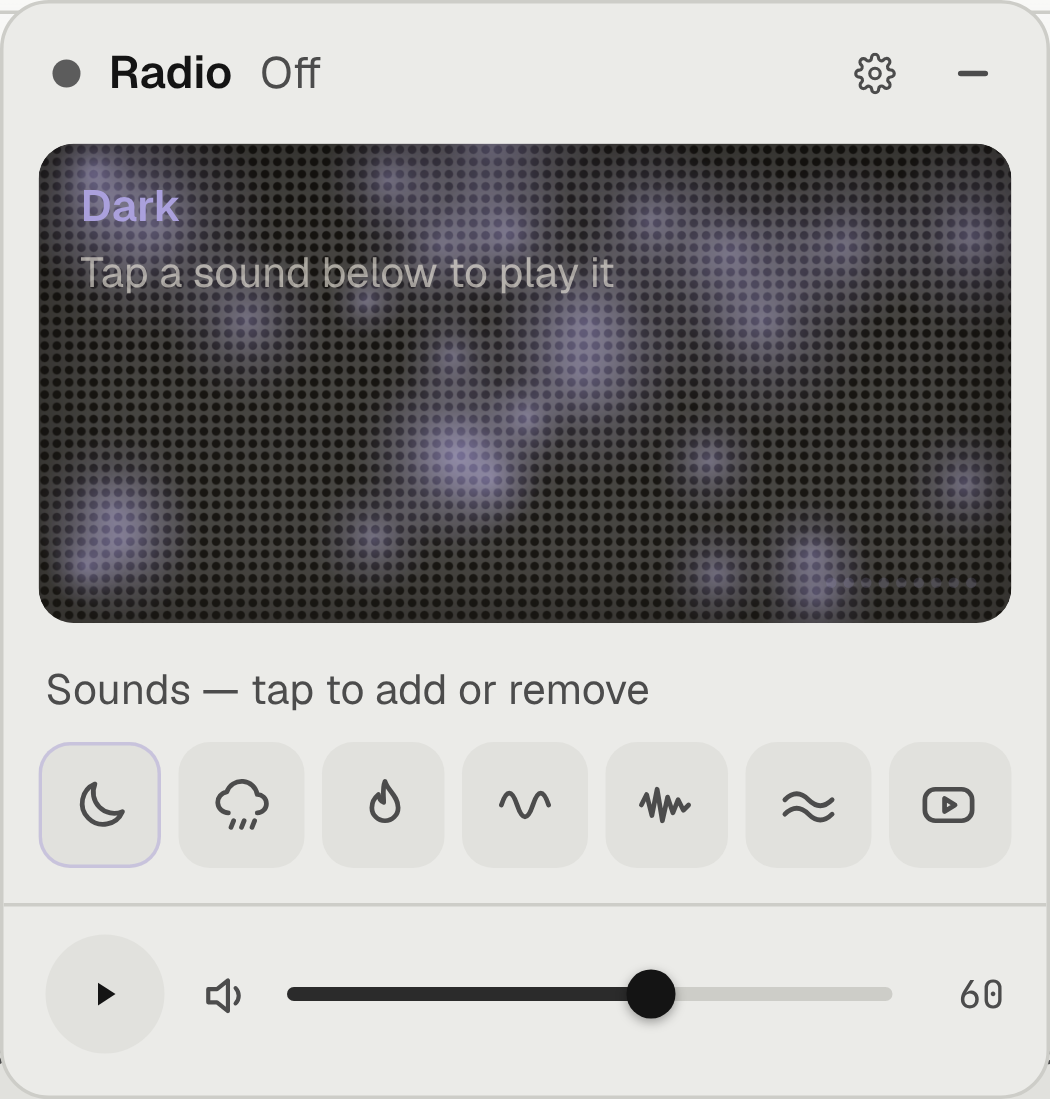 Radio Off
Dark
Tap a sound below to play it
Sounds — tap to add or remove
60